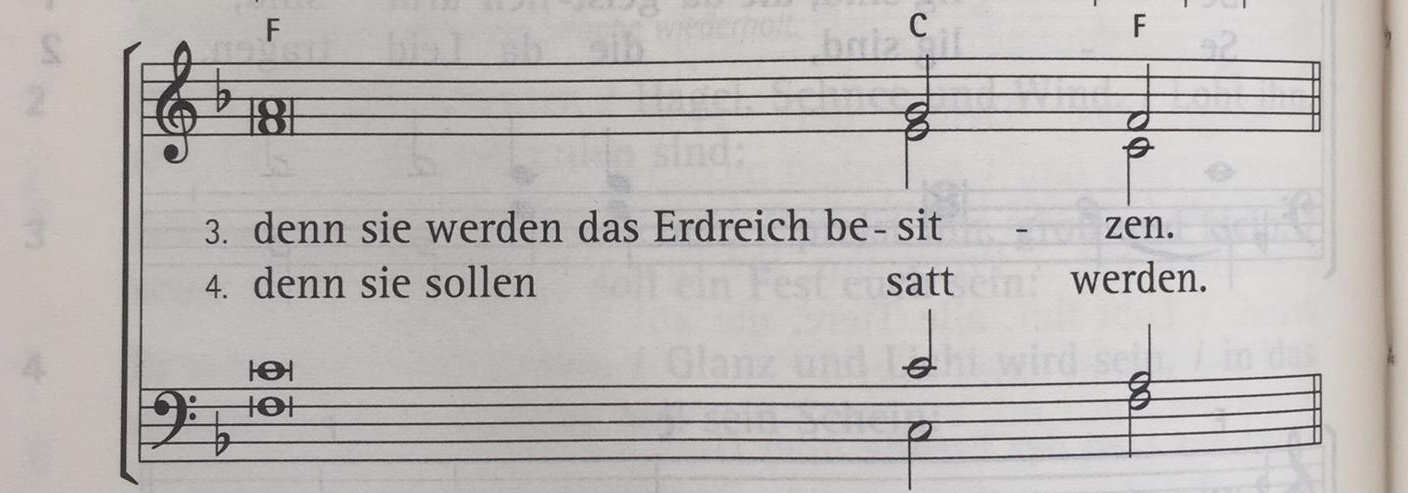 F C F
3. denn sie werden das Erdreich be - sit - zen.
4. denn sie sollen satt werden.